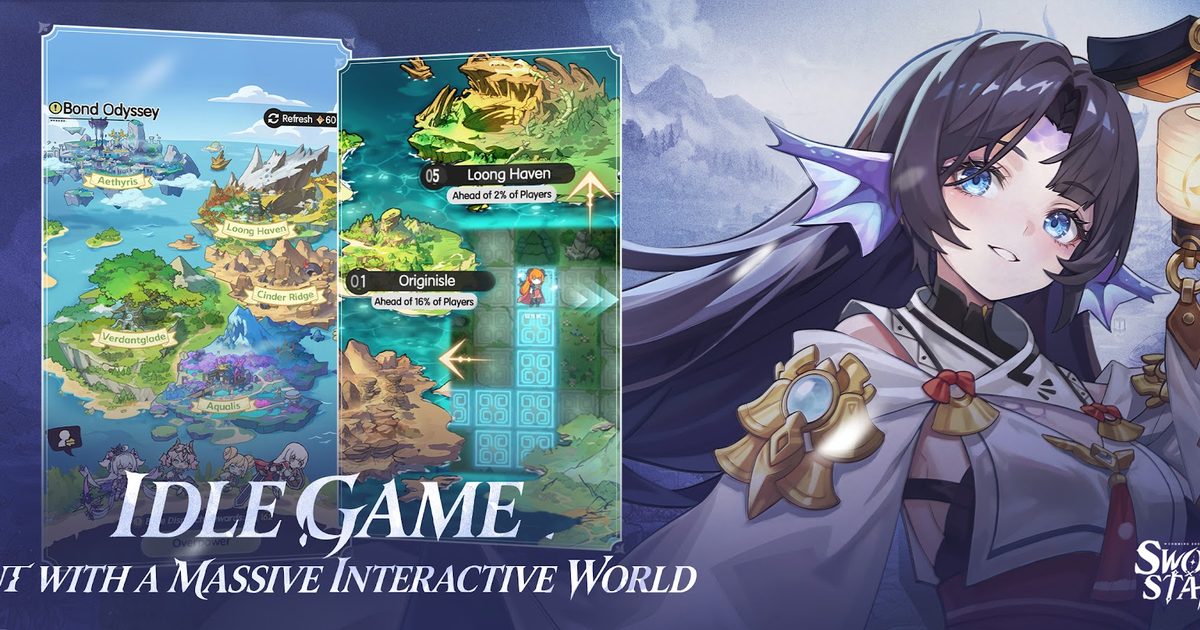 Bond Odyssey
Refresh 60
Aethyris
Loong Haven
Cinder Ridge
Verdantglade
Aqualis
05 Loong Haven
Ahead of 2% of Players
01 Originisle
Ahead of 16% of Players
IDLE GAME
WITH A MASSIVE INTERACTIVE WORLD
Overpower